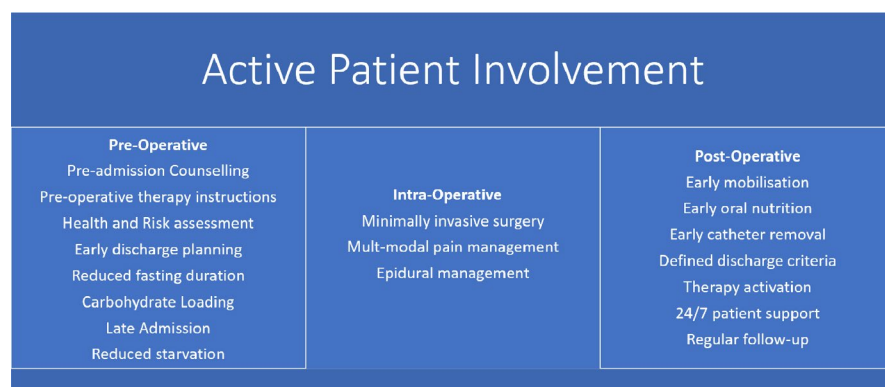 Active Patient Involvement
Pre-Operative
Pre-admission Counselling
Pre-operative therapy instructions
Health and Risk assessment
Early discharge planning
Reduced fasting duration
Carbohydrate Loading
Late Admission
Reduced starvation
Intra-Operative
Minimally invasive surgery
Mult-modal pain management
Epidural management
Post-Operative
Early mobilisation
Early oral nutrition
Early catheter removal
Defined discharge criteria
Therapy activation
24/7 patient support
Regular follow-up